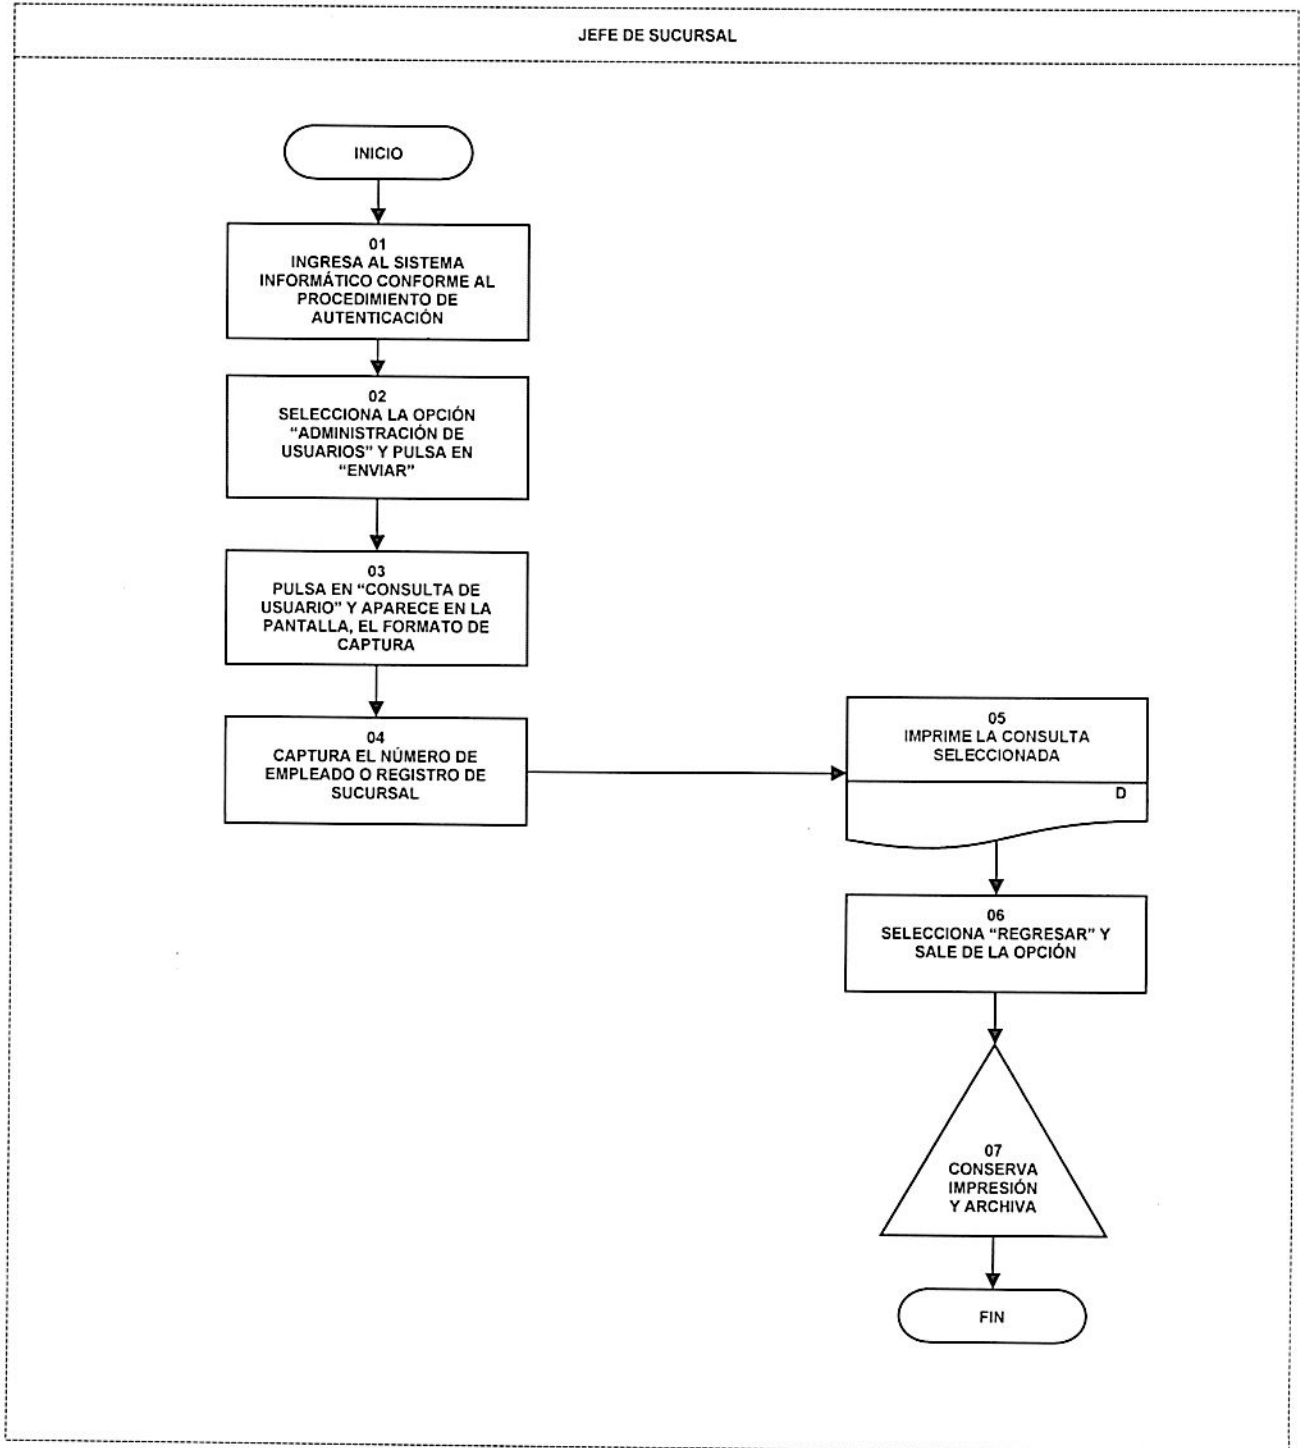 JEFE DE SUCURSAL
INICIO
01
INGRESA AL SISTEMA
INFORMÁTICO CONFORME AL
PROCEDIMIENTO DE
AUTENTICACIÓN
02
SELECCIONA LA OPCIÓN
“ADMINISTRACIÓN DE
USUARIOS” Y PULSA EN
“ENVIAR”
03
PULSA EN “CONSULTA DE
USUARIO” Y APARECE EN LA
PANTALLA, EL FORMATO DE
CAPTURA
04
CAPTURA EL NÚMERO DE
EMPLEADO O REGISTRO DE
SUCURSAL
05
IMPRIME LA CONSULTA
SELECCIONADA
D
06
SELECCIONA “REGRESAR” Y
SALE DE LA OPCIÓN
07
CONSERVA
IMPRESIÓN
Y ARCHIVA
FIN